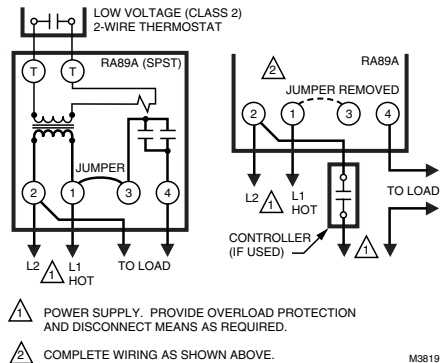 LOW VOLTAGE (CLASS 2)
2-WIRE THERMOSTAT
RA89A (SPST)
T T
JUMPER
2 1 3 4
L2 1 L1
HOT
TO LOAD
RA89A
2
JUMPER REMOVED
2 1 3 4
L2 1 L1
HOT
TO LOAD
CONTROLLER
(IF USED)
1
1 POWER SUPPLY. PROVIDE OVERLOAD PROTECTION
AND DISCONNECT MEANS AS REQUIRED.
2 COMPLETE WIRING AS SHOWN ABOVE.
M3819